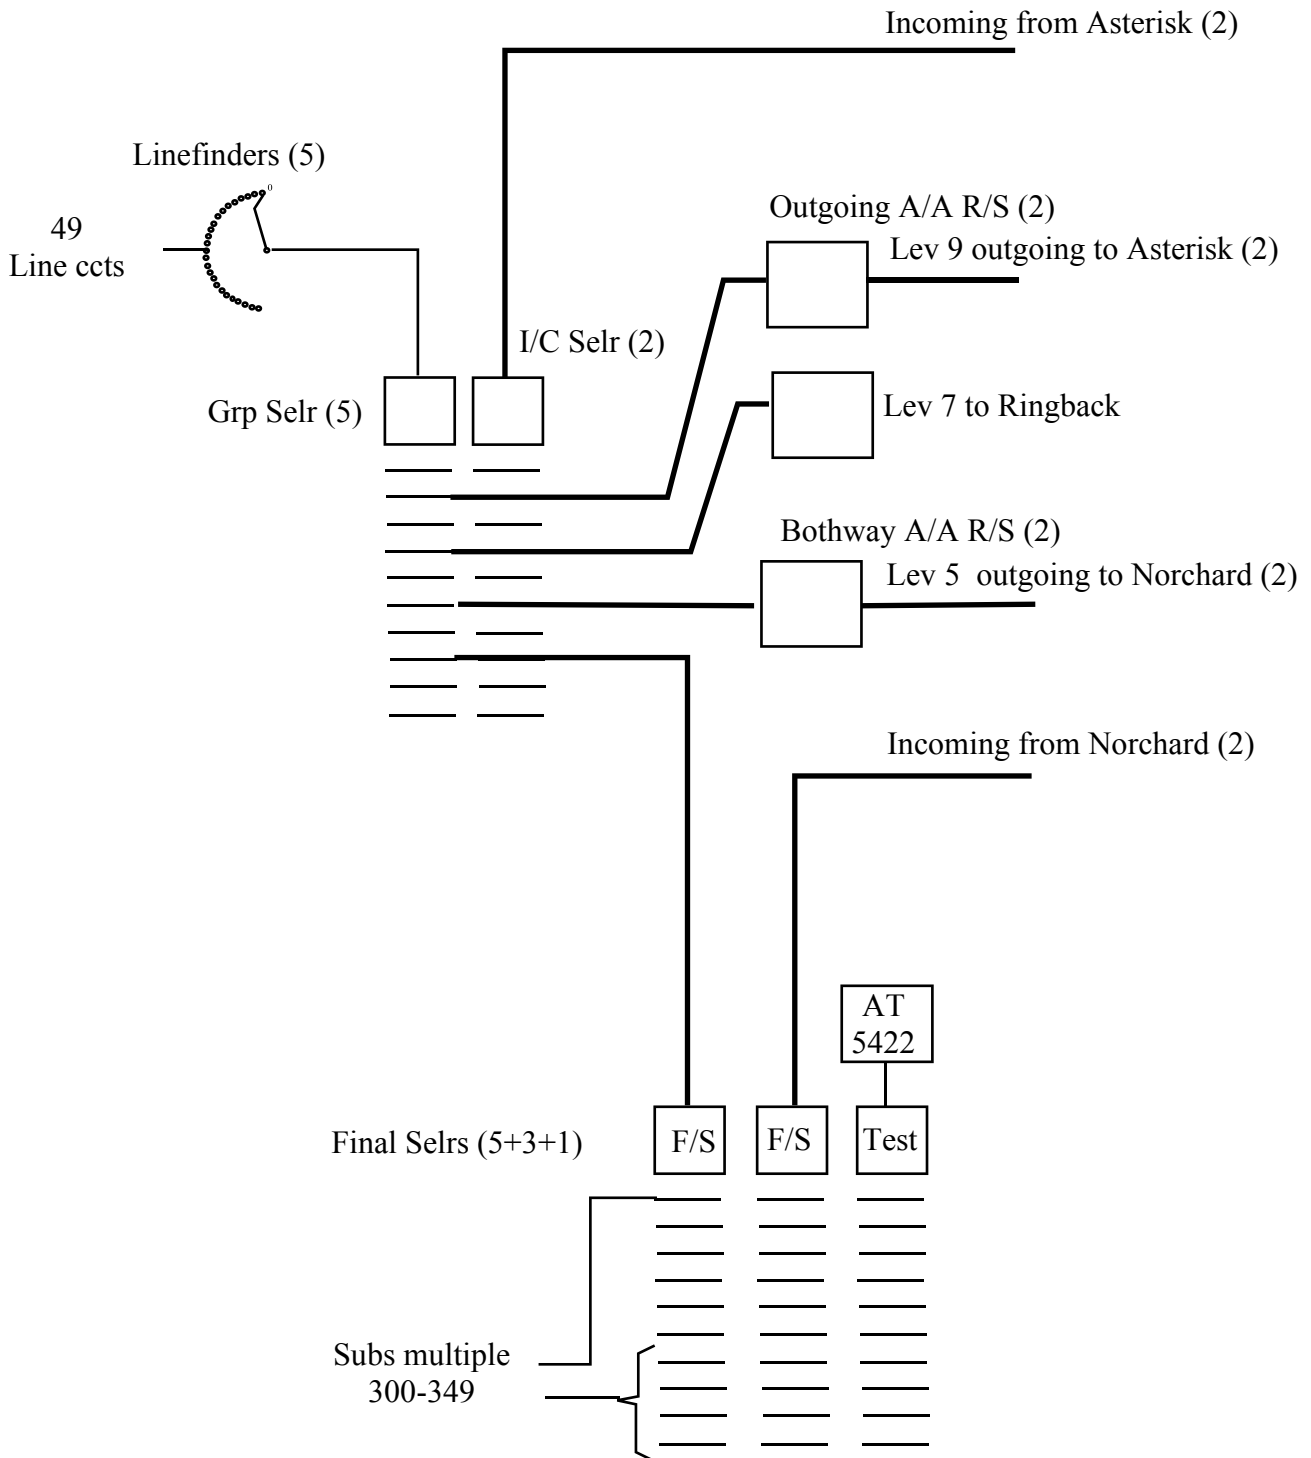 Incoming from Asterisk (2)
Linefinders (5)
0
49
Line ccts
Outgoing A/A R/S (2)
Lev 9 outgoing to Asterisk (2)
I/C Selr (2)
Grp Selr (5)
Lev 7 to Ringback
Bothway A/A R/S (2)
Lev 5 outgoing to Norchard (2)
Incoming from Norchard (2)
AT
5422
Final Selrs (5+3+1)
F/S
F/S
Test
Subs multiple
300-349